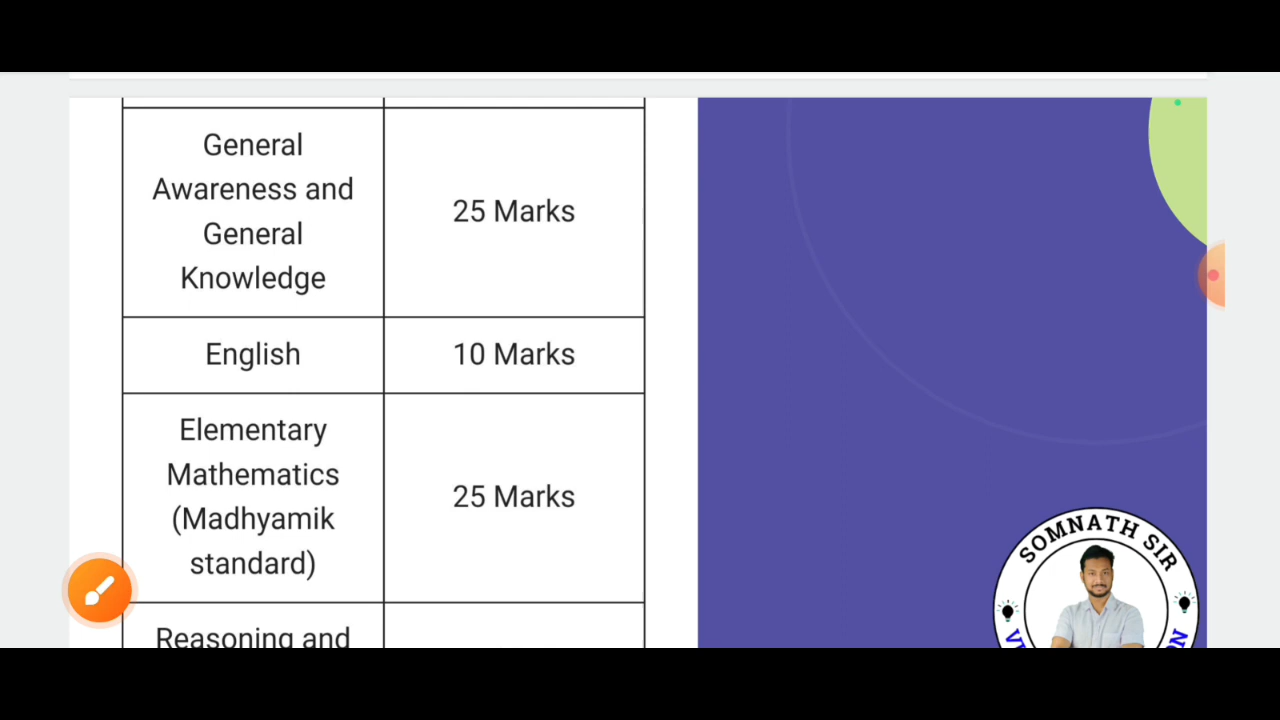 General
Awareness and
General
Knowledge
25 Marks
English
10 Marks
Elementary
Mathematics
(Madhyamik
standard)
25 Marks
Reasoning and
SOMNATH SIR